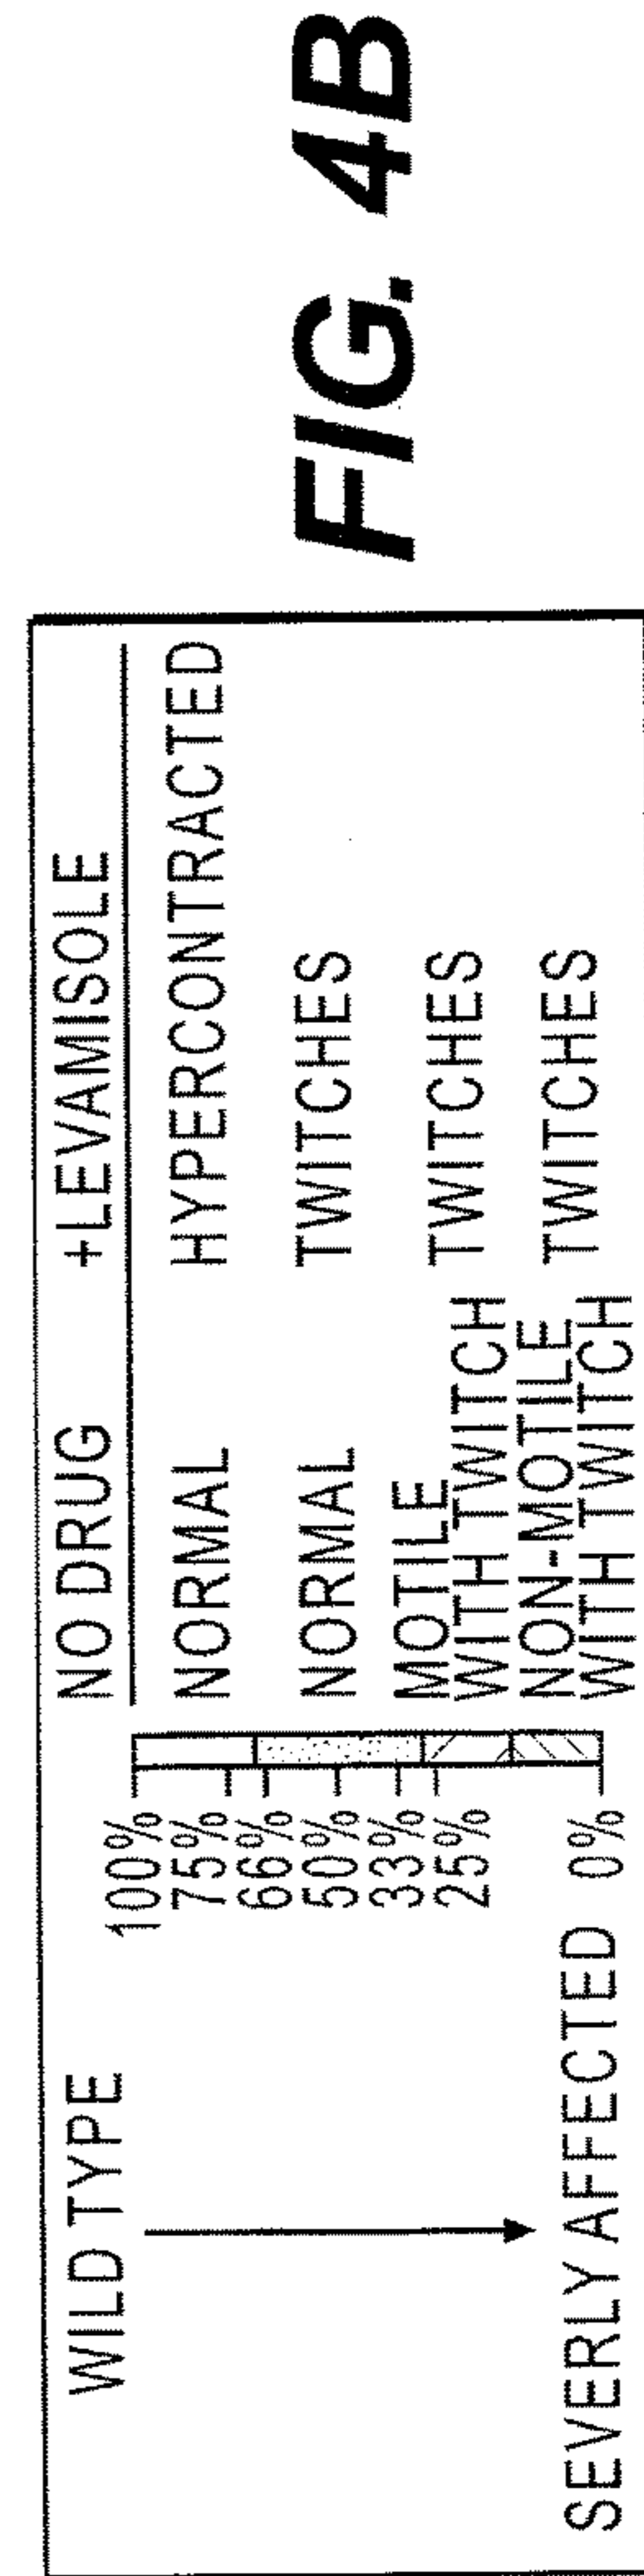 WILD TYPE
SEVERLY AFFECTED
100%
75%
66%
50%
33%
25%
0%
NO DRUG +LEVAMISOLE
NORMAL HYPERCONTRACTED
NORMAL TWITCHES
MOTILE
WITH TWITCH TWITCHES
NON-MOTILE
WITH TWITCH TWITCHES
FIG. 4B